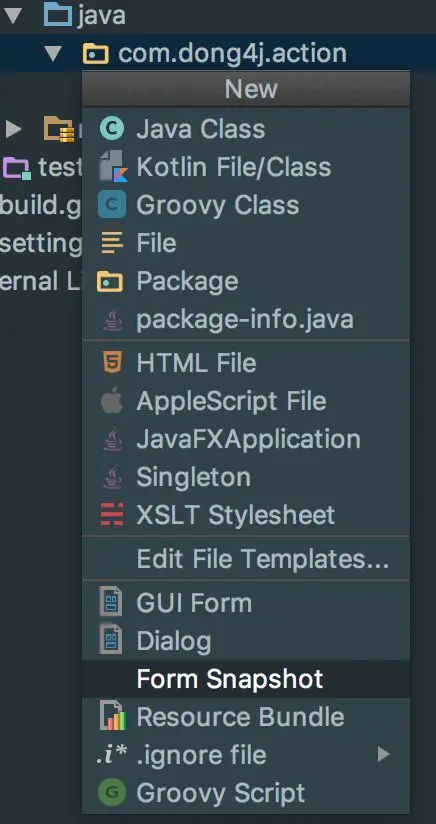 java
com.dong4j.action
New
Java Class
Kotlin File/Class
test
Groovy Class
build.g
File
setting
Package
ernal Li
package-info.java
HTML File
AppleScript File
JavaFXApplication
Singleton
XSLT Stylesheet
Edit File Templates...
GUI Form
Dialog
Form Snapshot
Resource Bundle
.i* .ignore file
Groovy Script